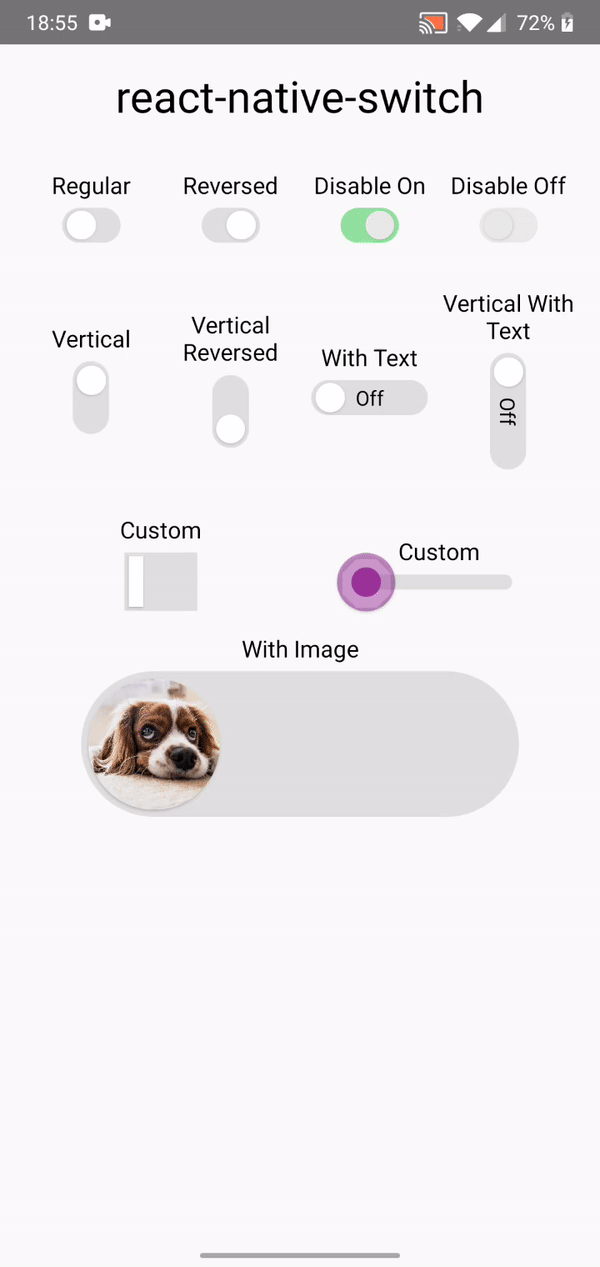 18:55
72%
react-native-switch
Regular
Reversed
Disable On
Disable Off
Vertical
Vertical
Reversed
With Text
Off
Vertical With
Text
Off
Custom
Custom
With Image